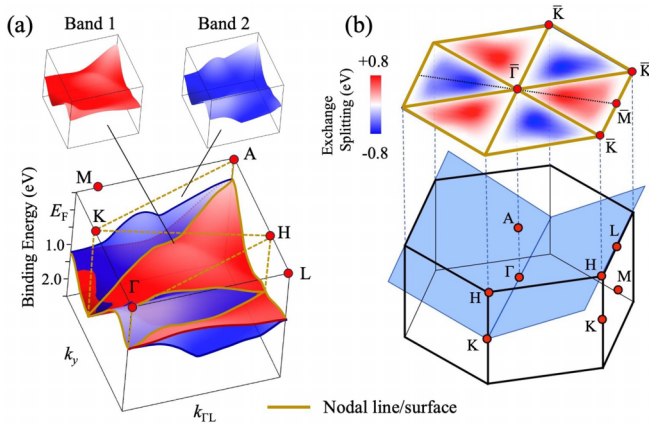 (a)
Band 1
Band 2
M
A
K
E_F
1.0
2.0
Binding Energy (eV)
H
Γ
L
k_y
k_ΓL
Nodal line/surface
(b)
K̅
+0.8
-0.8
Exchange
Splitting (eV)
Γ̅
K̅
M̅
K̅
A
L
Γ
H
M
H
K
K